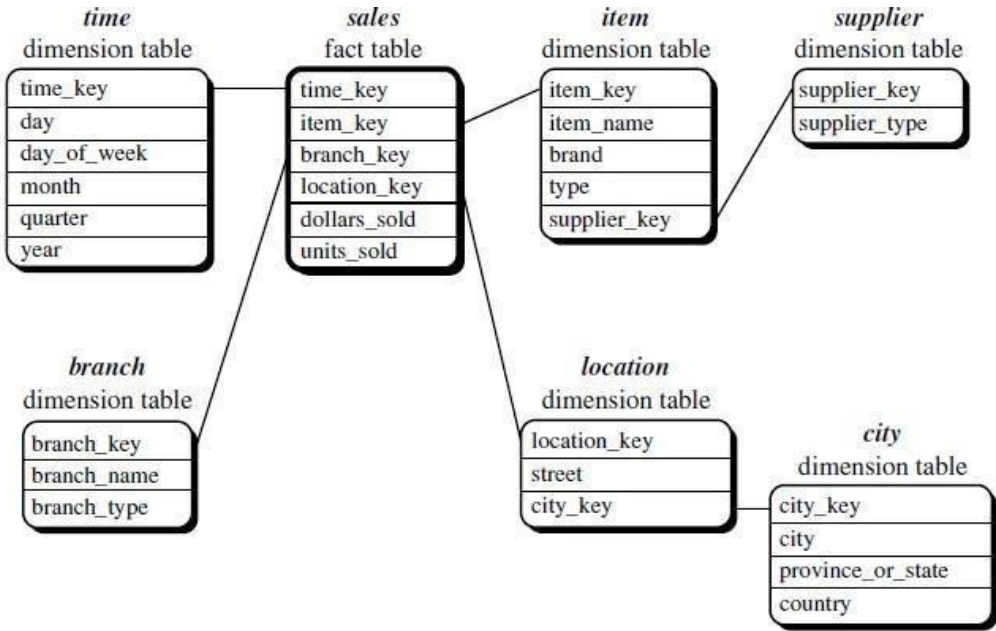 time
dimension table
time_key
day
day_of_week
month
quarter
year
sales
fact table
time_key
item_key
branch_key
location_key
dollars_sold
units_sold
item
dimension table
item_key
item_name
brand
type
supplier_key
supplier
dimension table
supplier_key
supplier_type
branch
dimension table
branch_key
branch_name
branch_type
location
dimension table
location_key
street
city_key
city
dimension table
city_key
city
province_or_state
country